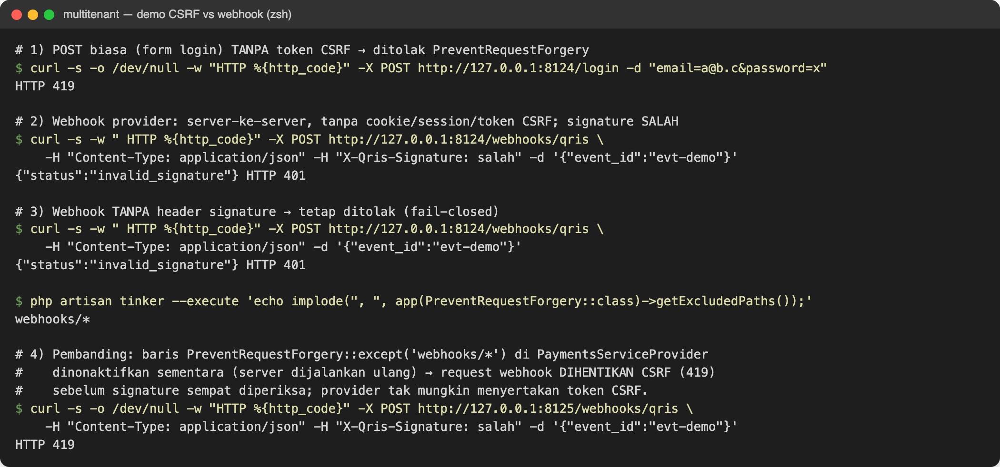 multitenant — demo CSRF vs webhook (zsh)
# 1) POST biasa (form login) TANPA token CSRF → ditolak PreventRequestForgery
$ curl -s -o /dev/null -w "HTTP %{http_code}" -X POST http://127.0.0.1:8124/login -d "email=a@b.c&password=x"
HTTP 419
# 2) Webhook provider: server-ke-server, tanpa cookie/session/token CSRF; signature SALAH
$ curl -s -w " HTTP %{http_code}" -X POST http://127.0.0.1:8124/webhooks/qris \
    -H "Content-Type: application/json" -H "X-Qris-Signature: salah" -d '{"event_id":"evt-demo"}'
{"status":"invalid_signature"} HTTP 401
# 3) Webhook TANPA header signature → tetap ditolak (fail-closed)
$ curl -s -w " HTTP %{http_code}" -X POST http://127.0.0.1:8124/webhooks/qris \
    -H "Content-Type: application/json" -d '{"event_id":"evt-demo"}'
{"status":"invalid_signature"} HTTP 401
$ php artisan tinker --execute 'echo implode(", ", app(PreventRequestForgery::class)->getExcludedPaths());'
webhooks/*
# 4) Pembanding: baris PreventRequestForgery::except('webhooks/*') di PaymentsServiceProvider
#    dinonaktifkan sementara (server dijalankan ulang) → request webhook DIHENTIKAN CSRF (419)
#    sebelum signature sempat diperiksa; provider tak mungkin menyertakan token CSRF.
$ curl -s -o /dev/null -w "HTTP %{http_code}" -X POST http://127.0.0.1:8125/webhooks/qris \
    -H "Content-Type: application/json" -H "X-Qris-Signature: salah" -d '{"event_id":"evt-demo"}'
HTTP 419